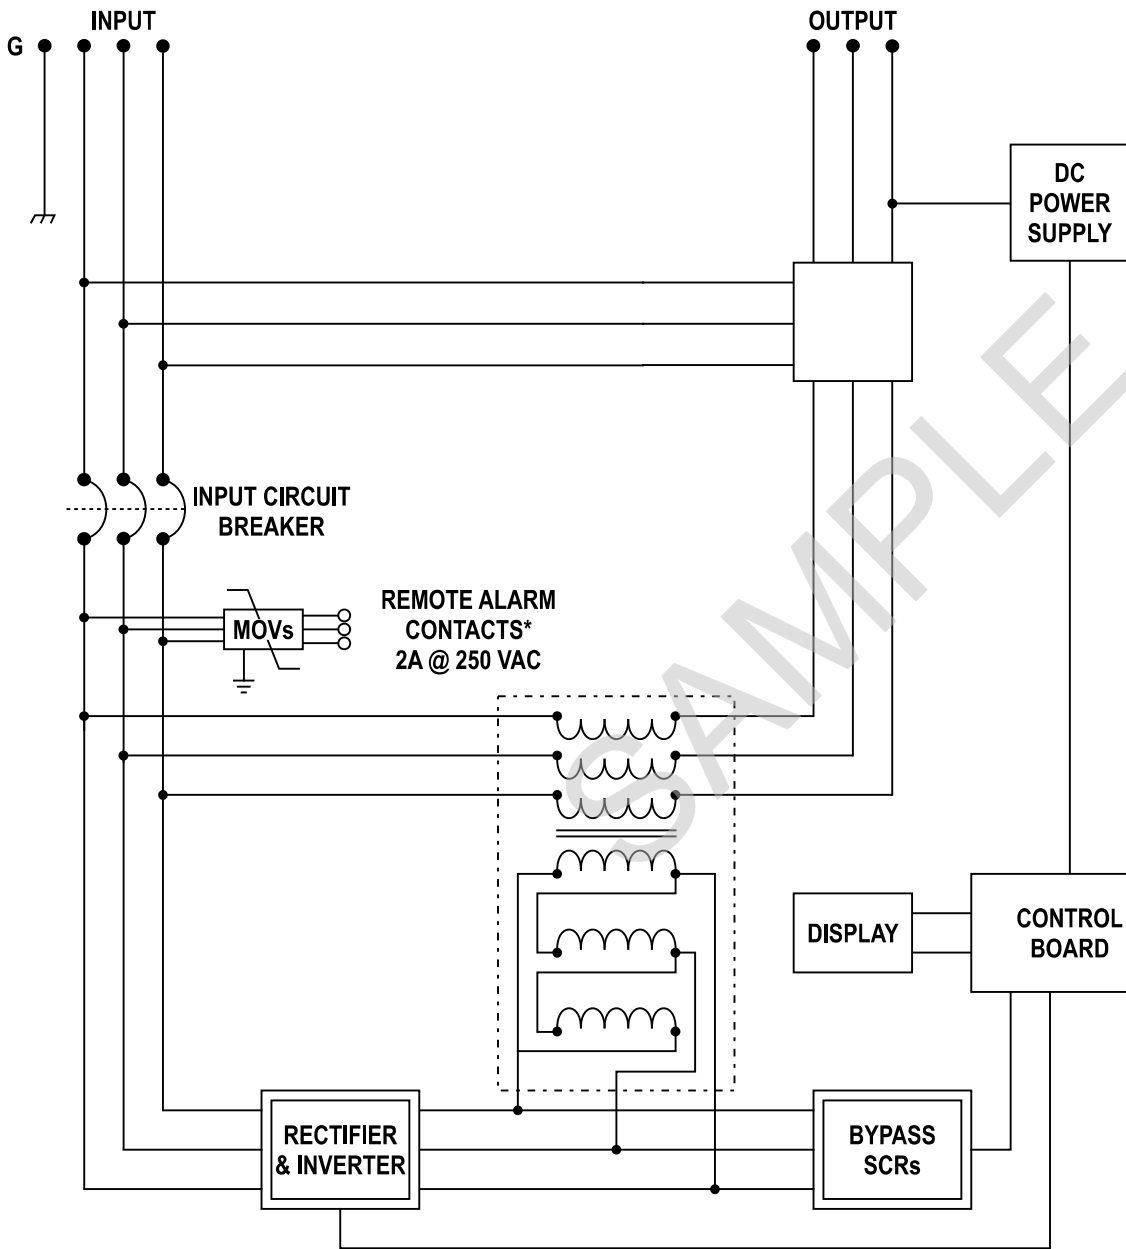 INPUT
OUTPUT
G
DC
POWER
SUPPLY
INPUT CIRCUIT
BREAKER
REMOTE ALARM
CONTACTS*
2A @ 250 VAC
MOVs
SAMPLE
DISPLAY
CONTROL
BOARD
RECTIFIER
& INVERTER
BYPASS
SCRs